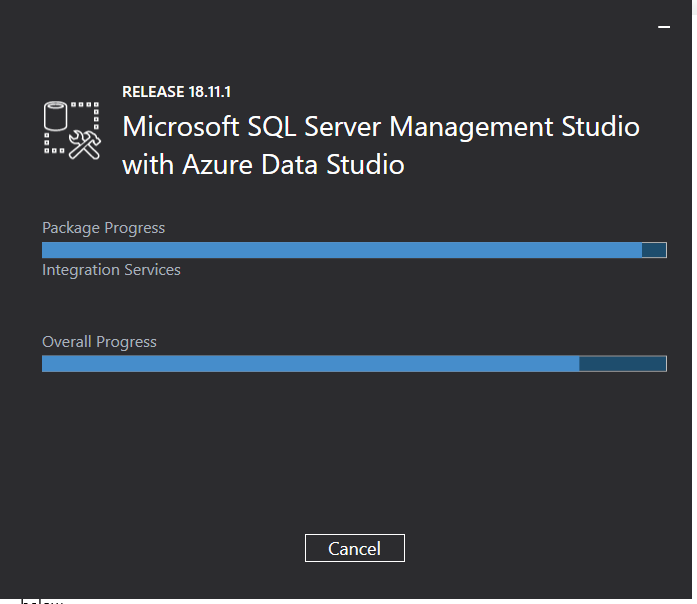 RELEASE 18.11.1
Microsoft SQL Server Management Studio
with Azure Data Studio
Package Progress
Integration Services
Overall Progress
Cancel
below